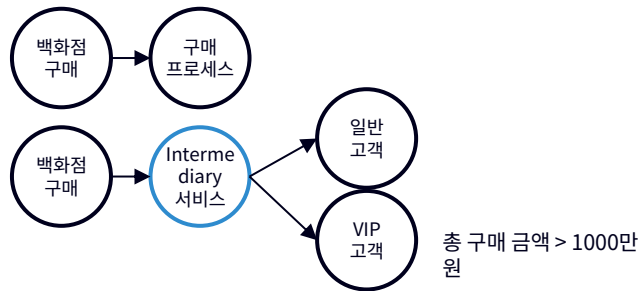 백화점
구매
구매
프로세스
백화점
구매
Interme
diary
서비스
일반
고객
VIP
고객
총 구매 금액 > 1000만
원